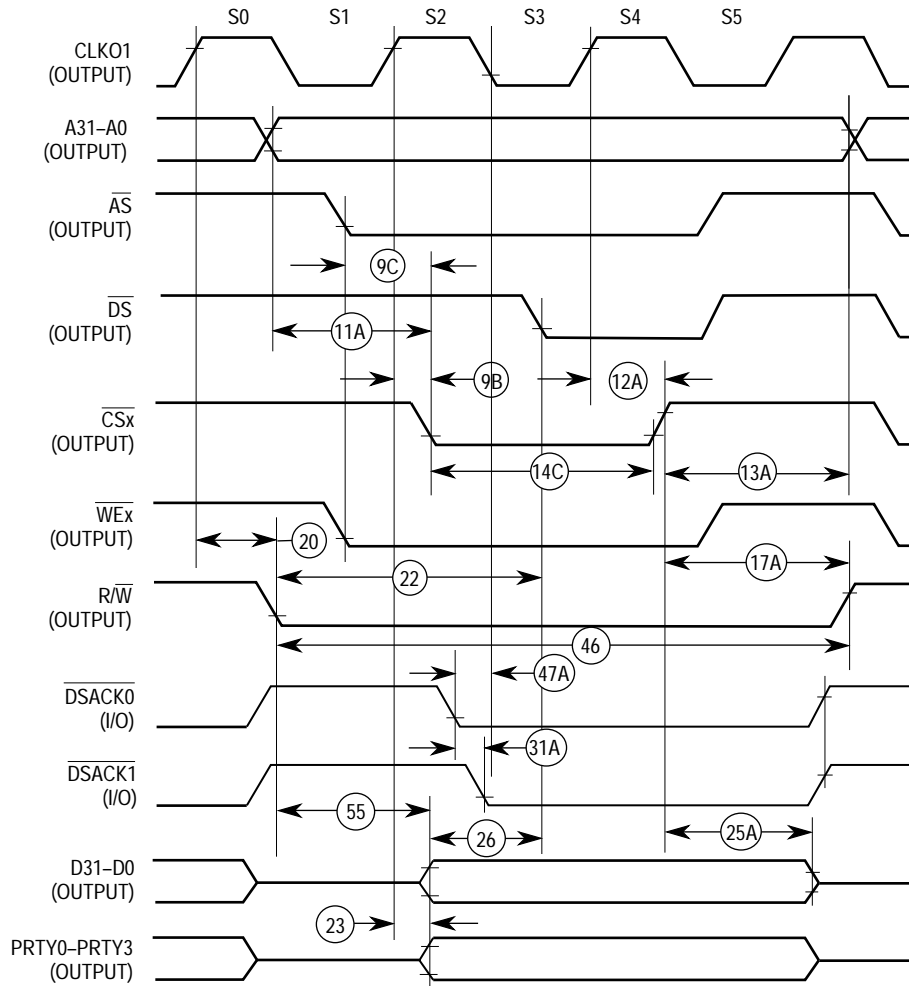 S0 S1 S2 S3 S4 S5
CLKO1
(OUTPUT)
A31–A0
(OUTPUT)
AS
(OUTPUT)
9C
DS
(OUTPUT)
11A
9B 12A
CSx
(OUTPUT)
14C 13A
WEx
(OUTPUT)
20
22 17A
R/W
(OUTPUT)
46
47A
DSACK0
(I/O)
31A
DSACK1
(I/O)
55 26 25A
D31–D0
(OUTPUT)
23
PRTY0–PRTY3
(OUTPUT)